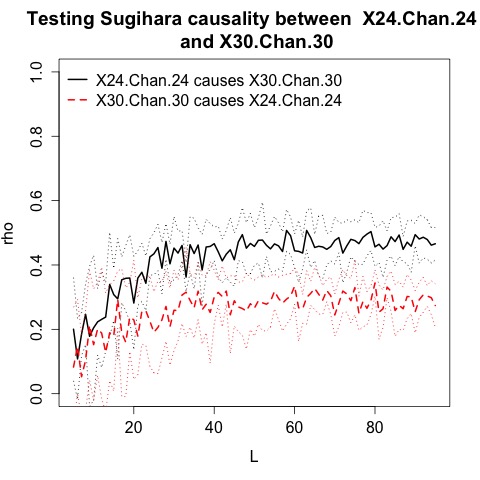 Testing Sugihara causality between  X24.Chan.24
and X30.Chan.30
X24.Chan.24 causes X30.Chan.30
X30.Chan.30 causes X24.Chan.24
rho
1.0
0.8
0.6
0.4
0.2
0.0
20
40
60
80
L